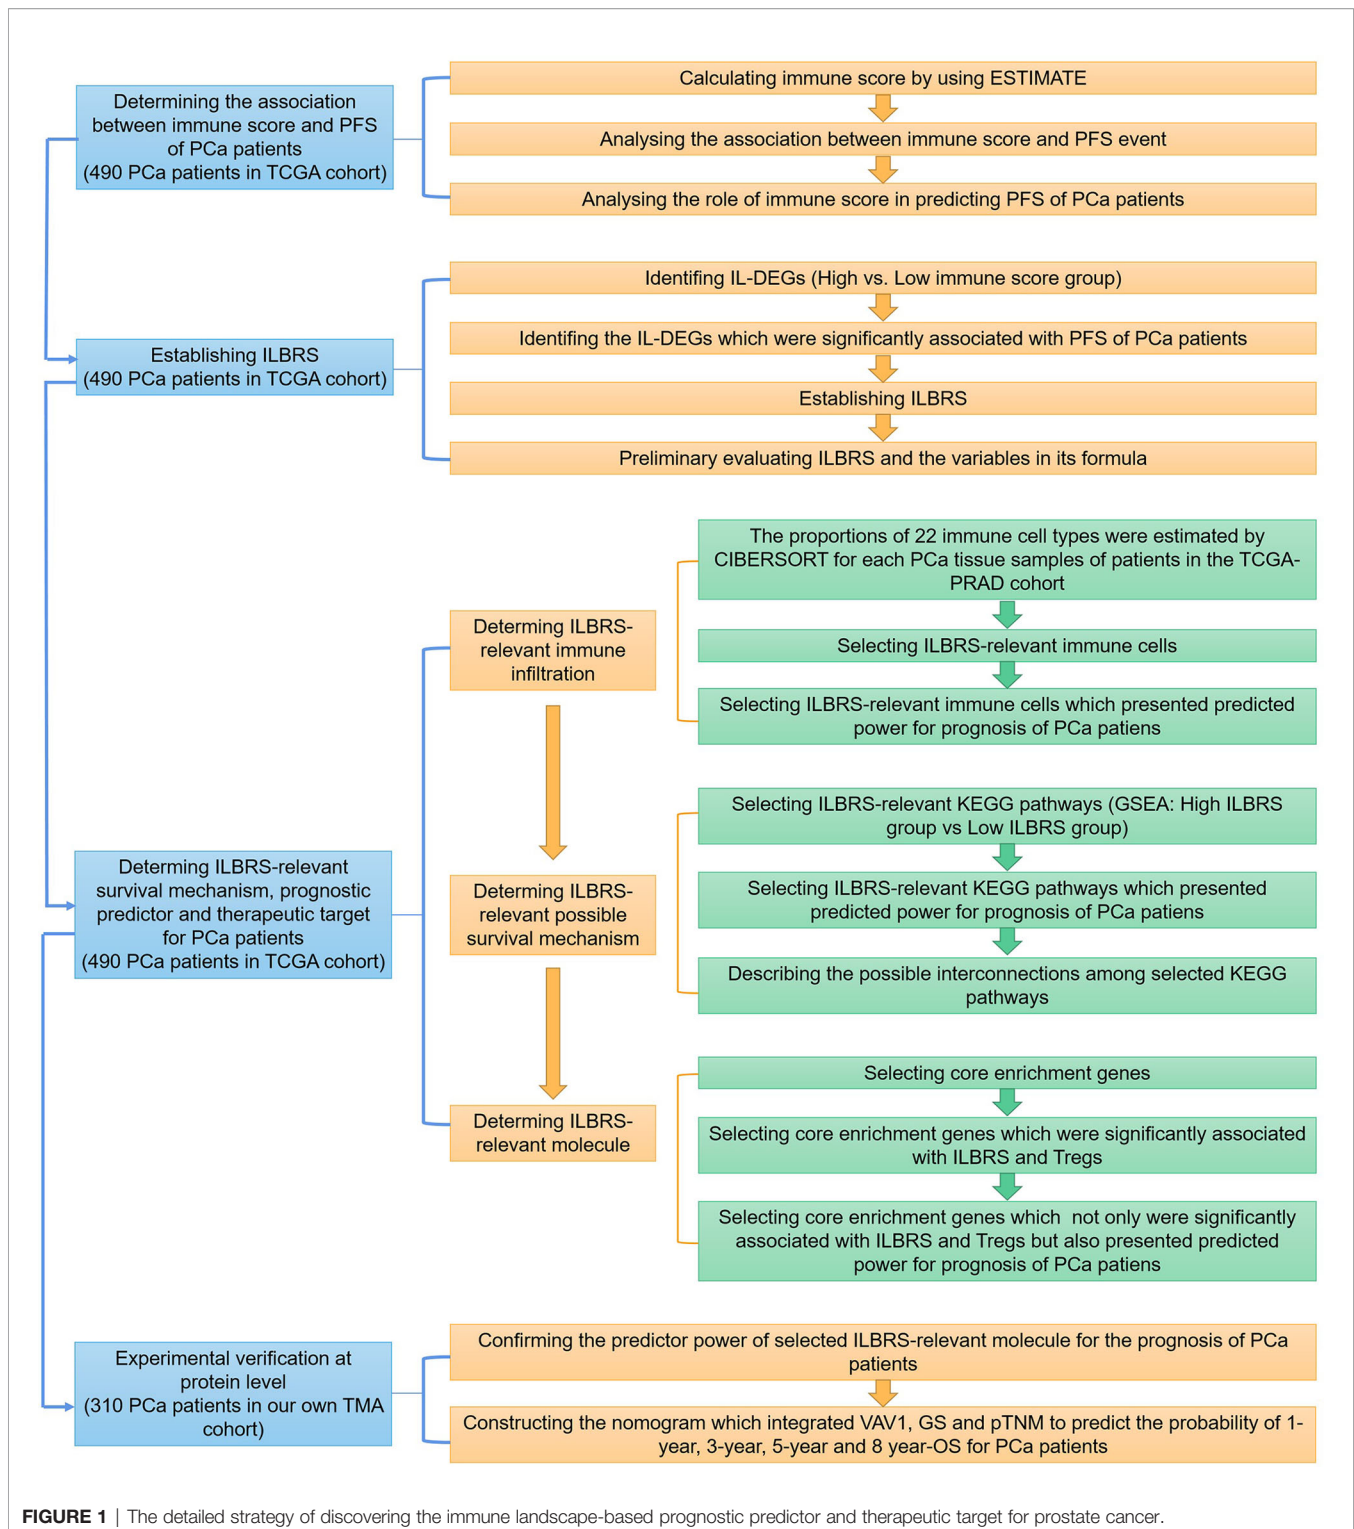 Determining the association
between immune score and PFS
of PCa patients
(490 PCa patients in TCGA cohort)
Calculating immune score by using ESTIMATE
Analysing the association between immune score and PFS event
Analysing the role of immune score in predicting PFS of PCa patients
Establishing ILBRS
(490 PCa patients in TCGA cohort)
Identifing IL-DEGs (High vs. Low immune score group)
Identifing the IL-DEGs which were significantly associated with PFS of PCa patients
Establishing ILBRS
Preliminary evaluating ILBRS and the variables in its formula
Determing ILBRS-relevant
survival mechanism, prognostic
predictor and therapeutic target
for PCa patients
(490 PCa patients in TCGA cohort)
Determing ILBRS-
relevant immune
infiltration
The proportions of 22 immune cell types were estimated by
CIBERSORT for each PCa tissue samples of patients in the TCGA-
PRAD cohort
Selecting ILBRS-relevant immune cells
Selecting ILBRS-relevant immune cells which presented predicted
power for prognosis of PCa patiens
Determing ILBRS-
relevant possible
survival mechanism
Selecting ILBRS-relevant KEGG pathways (GSEA: High ILBRS
group vs Low ILBRS group)
Selecting ILBRS-relevant KEGG pathways which presented
predicted power for prognosis of PCa patiens
Describing the possible interconnections among selected KEGG
pathways
Determing ILBRS-
relevant molecule
Selecting core enrichment genes
Selecting core enrichment genes which were significantly associated
with ILBRS and Tregs
Selecting core enrichment genes which  not only were significantly
associated with ILBRS and Tregs but also presented predicted
power for prognosis of PCa patiens
Experimental verification at
protein level
(310 PCa patients in our own TMA
cohort)
Confirming the predictor power of selected ILBRS-relevant molecule for the prognosis of PCa
patients
Constructing the nomogram which integrated VAV1, GS and pTNM to predict the probability of 1-
year, 3-year, 5-year and 8 year-OS for PCa patients
FIGURE 1 | The detailed strategy of discovering the immune landscape-based prognostic predictor and therapeutic target for prostate cancer.